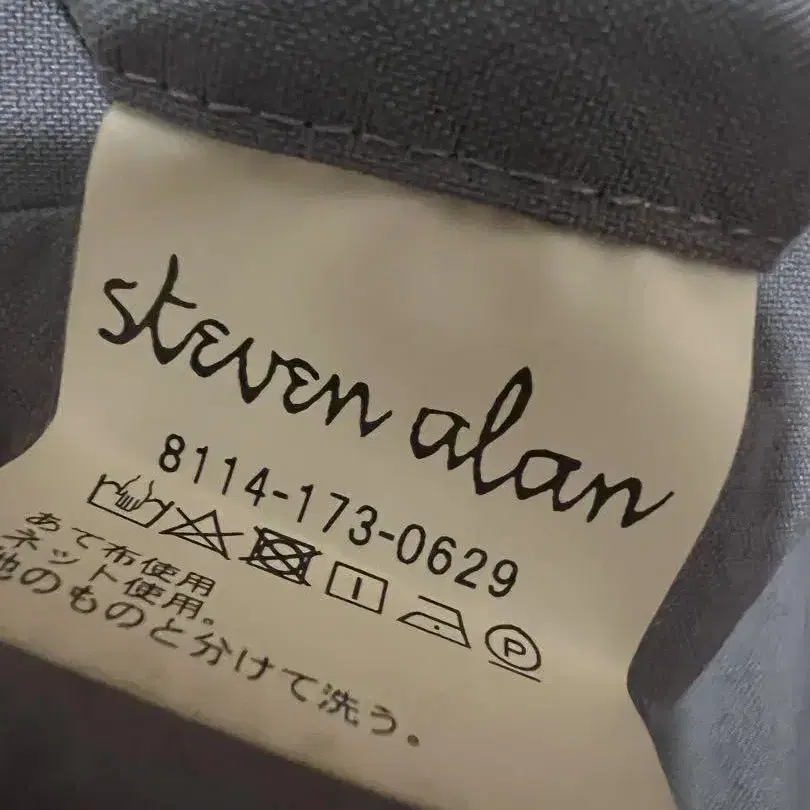 steven alan
8114-173-0629
P
あて布使用
ネット使用。
他のものと分けて洗う。